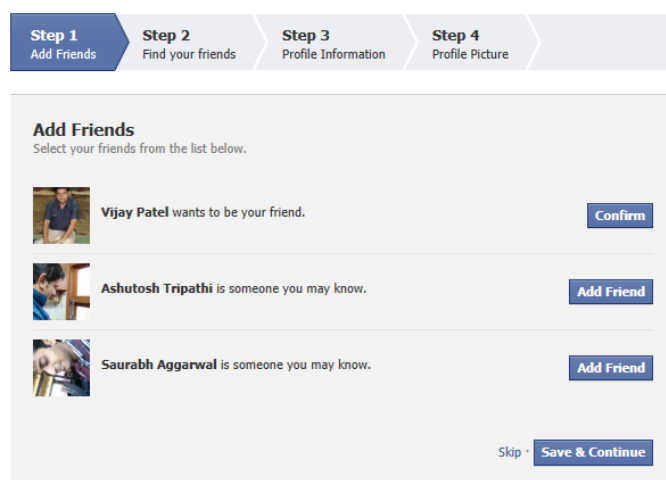 Step 1
Add Friends
Step 2
Find your friends
Step 3
Profile Information
Step 4
Profile Picture
Add Friends
Select your friends from the list below.
Vijay Patel wants to be your friend.
Confirm
Ashutosh Tripathi is someone you may know.
Add Friend
Saurabh Aggarwal is someone you may know.
Add Friend
Skip · Save & Continue